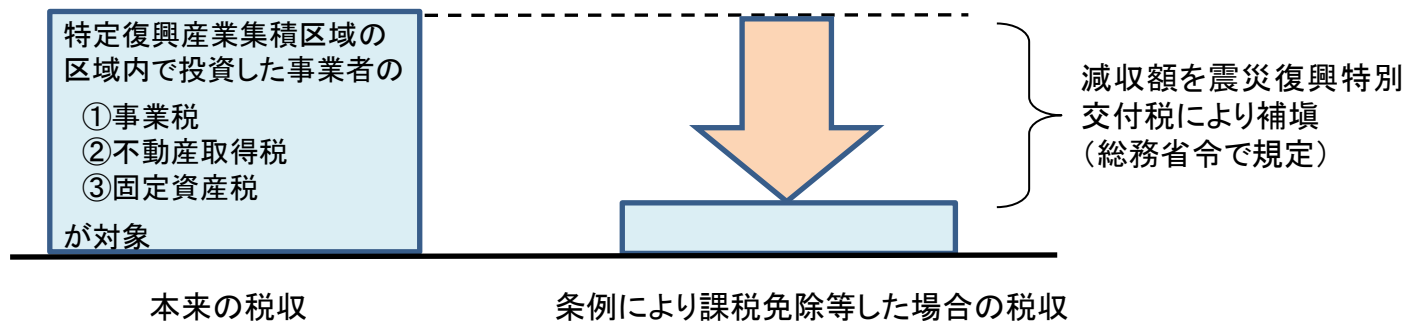 特定復興産業集積区域の
区域内で投資した事業者の
①事業税
②不動産取得税
③固定資産税
が対象
減収額を震災復興特別
交付税により補塡
（総務省令で規定）
本来の税収
条例により課税免除等した場合の税収